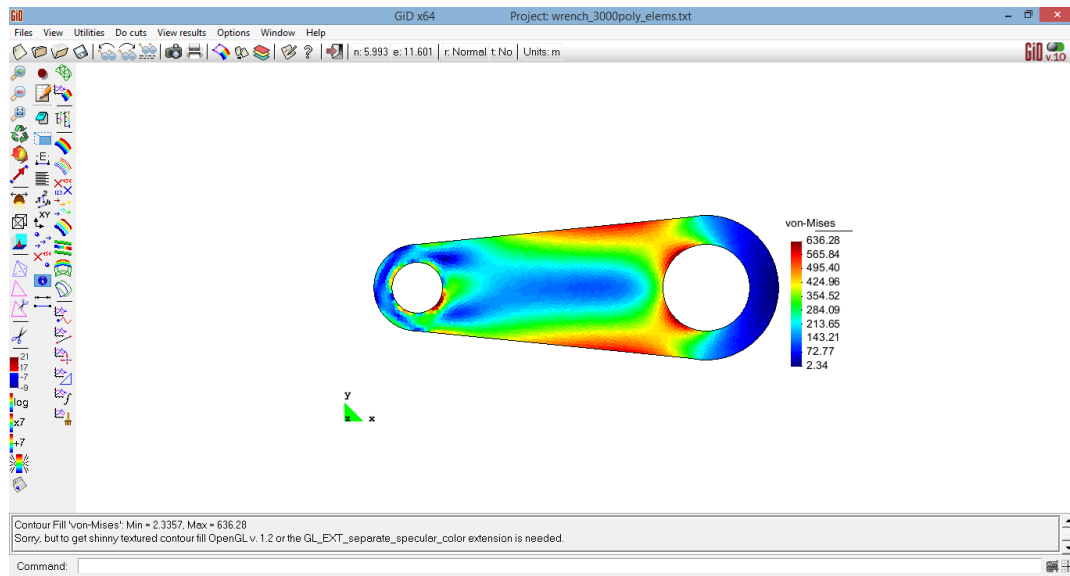 GiD
GiD x64
Project: wrench_3000poly_elems.txt
Files View Utilities Do cuts View results Options Window Help
n: 5.993 e: 11.601 r: Normal t: No Units: m
GiD v.10
von-Mises
636.28
565.84
495.40
424.96
354.52
284.09
213.65
143.21
72.77
2.34
E
XY
21
17
-7
-9
log
x7
+7
y
z x
Contour Fill 'von-Mises': Min = 2.3357, Max = 636.28
Sorry, but to get shinny textured contour fill OpenGL v. 1.2 or the GL_EXT_separate_specular_color extension is needed.
Command: